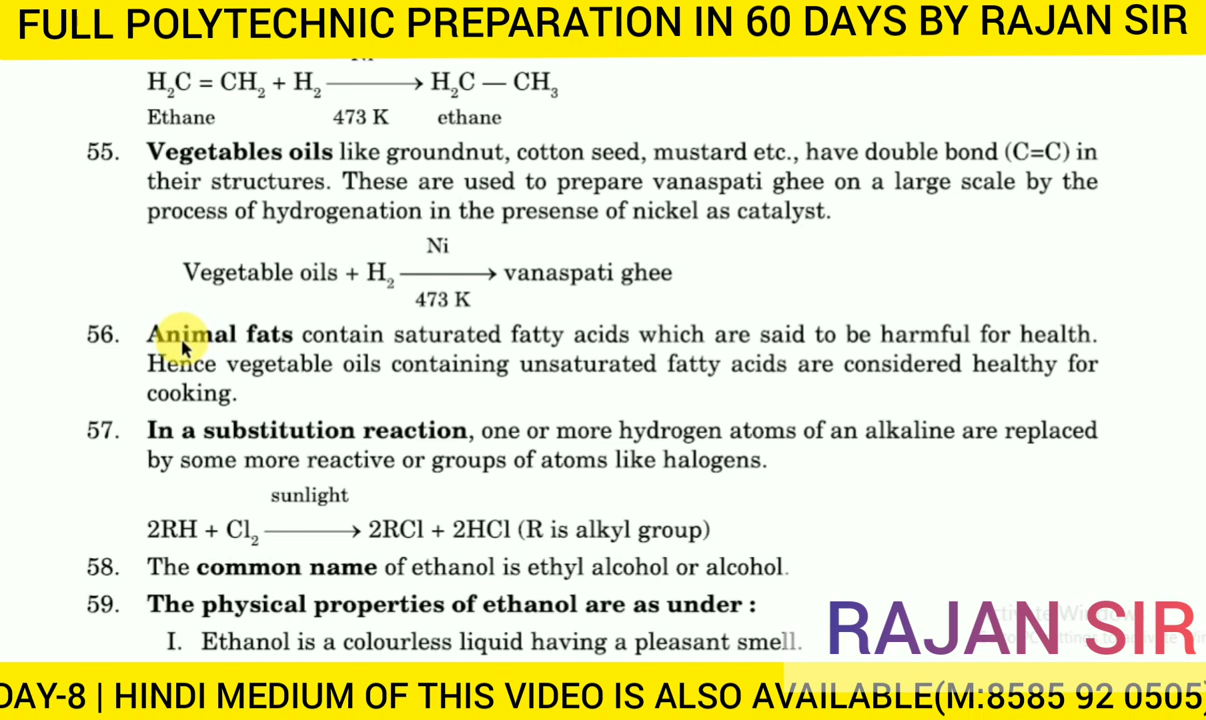 FULL POLYTECHNIC PREPARATION IN 60 DAYS BY RAJAN SIR
H₂C = CH₂ + H₂ ⟶ H₂C — CH₃
Ethane 473 K ethane
55. Vegetables oils like groundnut, cotton seed, mustard etc., have double bond (C=C) in
their structures. These are used to prepare vanaspati ghee on a large scale by the
process of hydrogenation in the presense of nickel as catalyst.
Ni
Vegetable oils + H₂ ⟶ vanaspati ghee
473 K
56. Animal fats contain saturated fatty acids which are said to be harmful for health.
Hence vegetable oils containing unsaturated fatty acids are considered healthy for
cooking.
57. In a substitution reaction, one or more hydrogen atoms of an alkaline are replaced
by some more reactive or groups of atoms like halogens.
sunlight
2RH + Cl₂ ⟶ 2RCl + 2HCl (R is alkyl group)
58. The common name of ethanol is ethyl alcohol or alcohol.
59. The physical properties of ethanol are as under :
I. Ethanol is a colourless liquid having a pleasant smell.
RAJAN SIR
DAY-8 | HINDI MEDIUM OF THIS VIDEO IS ALSO AVAILABLE(M:8585 92 0505)